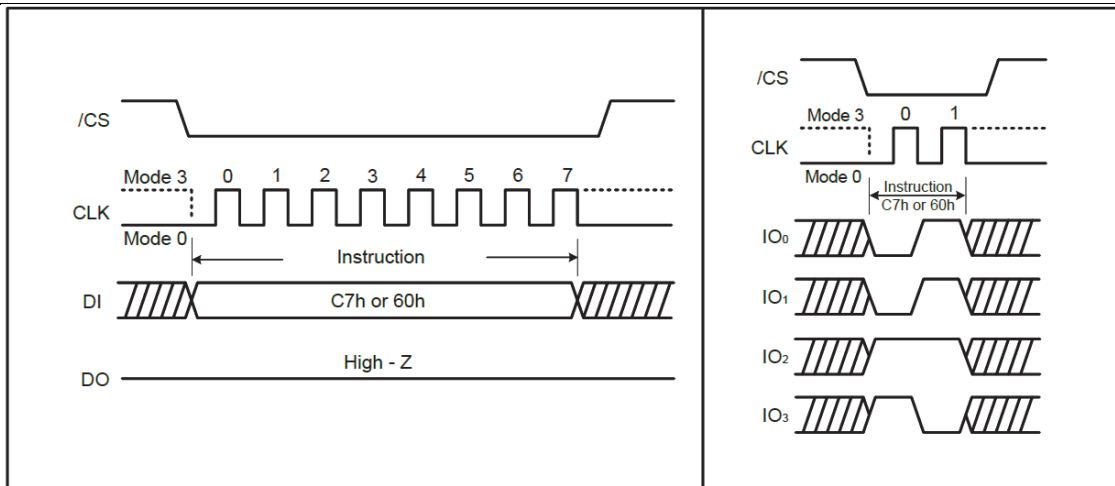 /CS
Mode 3 0 1 2 3 4 5 6 7
CLK
Mode 0
Instruction
DI C7h or 60h
High - Z
DO
/CS
Mode 3 0 1
CLK
Mode 0 Instruction
C7h or 60h
IO₀
IO₁
IO₂
IO₃